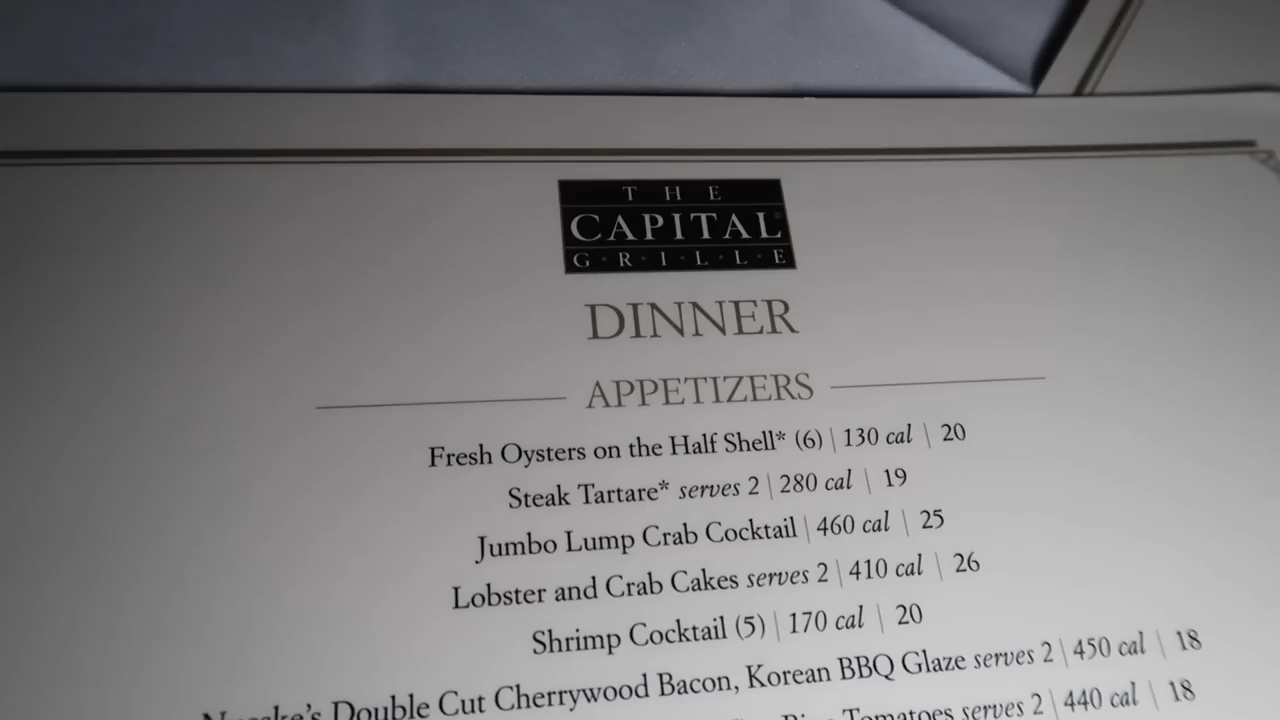 THE
CAPITAL
G·R·I·L·L·E
DINNER
APPETIZERS
Fresh Oysters on the Half Shell* (6) | 130 cal | 20
Steak Tartare* serves 2 | 280 cal | 19
Jumbo Lump Crab Cocktail | 460 cal | 25
Lobster and Crab Cakes serves 2 | 410 cal | 26
Shrimp Cocktail (5) | 170 cal | 20
Double Cut Cherrywood Bacon, Korean BBQ Glaze serves 2 | 450 cal | 18
Tomatoes serves 2 | 440 cal | 18